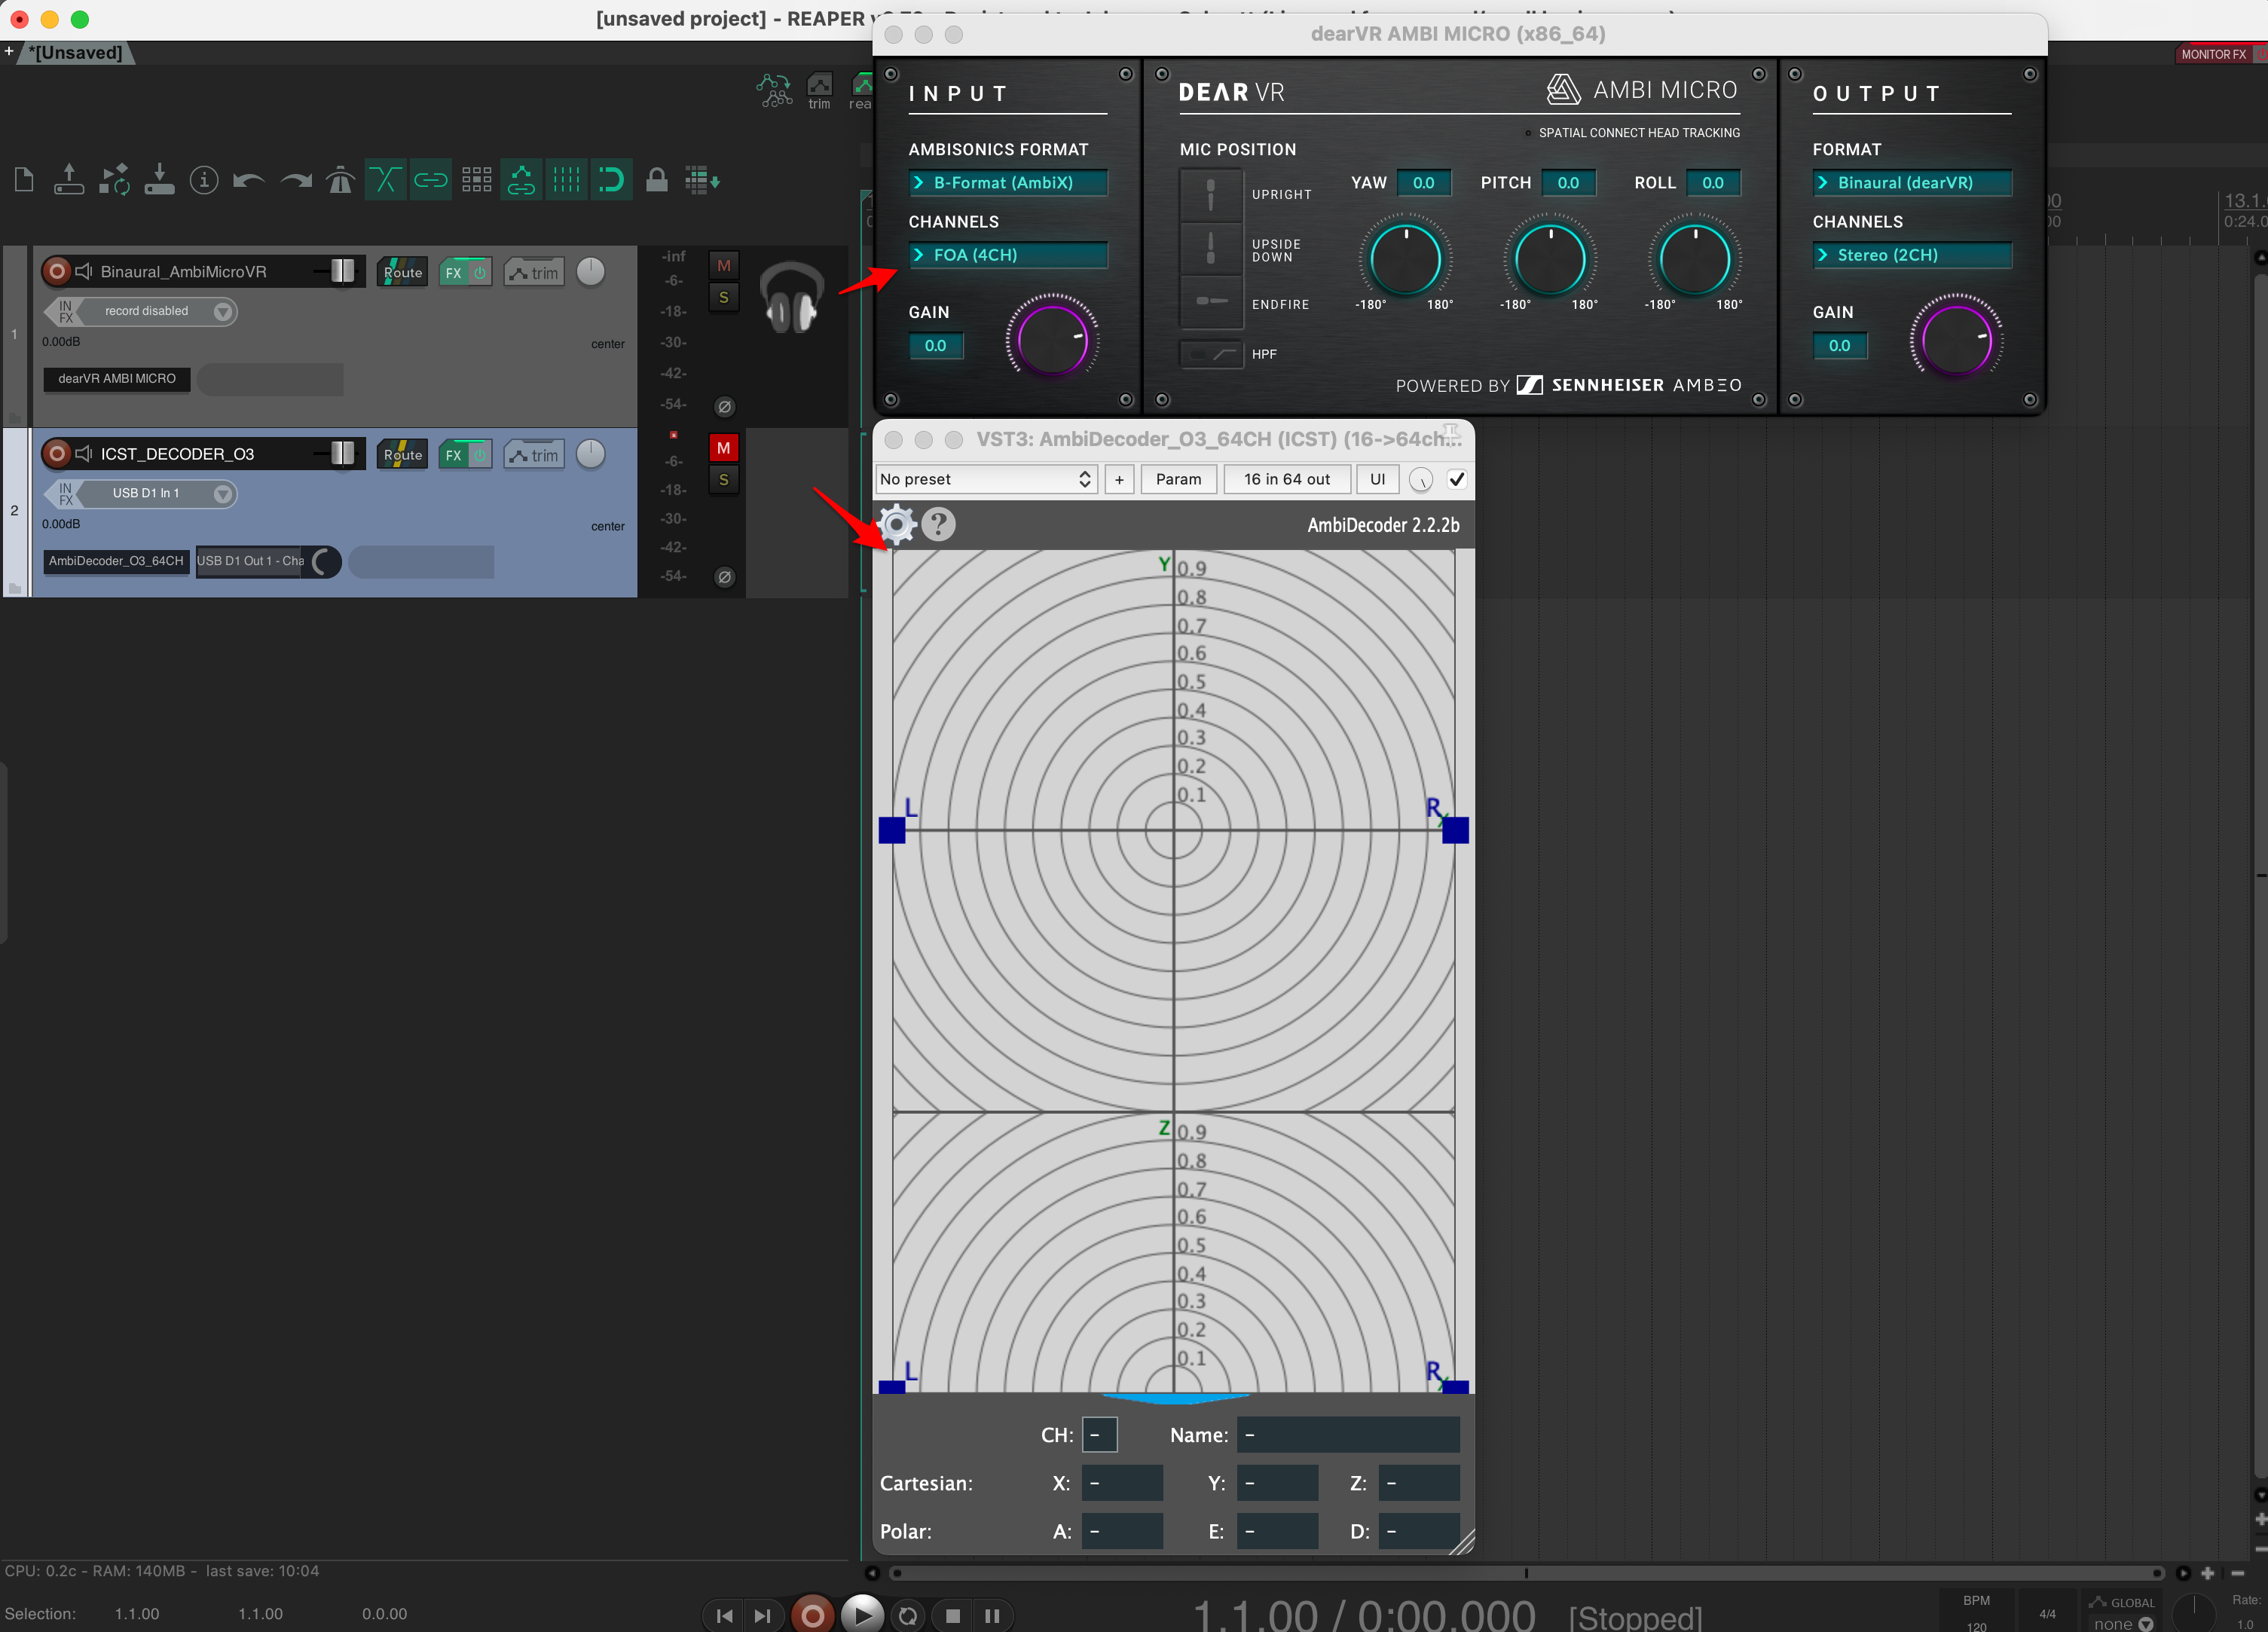 [unsaved project] - REAPER
+ *[Unsaved]
dearVR AMBI MICRO (x86_64)
MONITOR FX
trim
rea
INPUT
DEAR VR
AMBI MICRO
OUTPUT
SPATIAL CONNECT HEAD TRACKING
AMBISONICS FORMAT
MIC POSITION
FORMAT
B-Format (AmbiX)
YAW 0.0 PITCH 0.0 ROLL 0.0
Binaural (dearVR)
UPRIGHT
CHANNELS
CHANNELS
FOA (4CH)
UPSIDE
DOWN
Stereo (2CH)
-180° 180° -180° 180° -180° 180°
ENDFIRE
GAIN
GAIN
0.0
0.0
HPF
POWERED BY SENNHEISER AMBEO
13.1.
0:24.0
1
Binaural_AmbiMicroVR
Route FX trim
IN
FX
record disabled
0.00dB
center
dearVR AMBI MICRO
-inf
-6-
-18-
-30-
-42-
-54-
M
S
Ø
2
ICST_DECODER_O3
Route FX trim
IN
FX
USB D1 In 1
0.00dB
center
AmbiDecoder_O3_64CH
USB D1 Out 1 - Cha
-6-
-18-
-30-
-42-
-54-
M
S
Ø
VST3: AmbiDecoder_O3_64CH (ICST) (16->64ch...
No preset + Param 16 in 64 out UI
? AmbiDecoder 2.2.2b
Y
0.9
0.8
0.7
0.6
0.5
0.4
0.3
0.2
0.1
L R
X
Z
0.9
0.8
0.7
0.6
0.5
0.4
0.3
0.2
0.1
L R
X
CH: - Name: -
Cartesian: X: - Y: - Z: -
Polar: A: - E: - D: -
CPU: 0.2c - RAM: 140MB - last save: 10:04
Selection: 1.1.00 1.1.00 0.0.00
1.1.00 / 0:00.000 [Stopped]
BPM
120
4/4
GLOBAL
none
Rate:
1.0